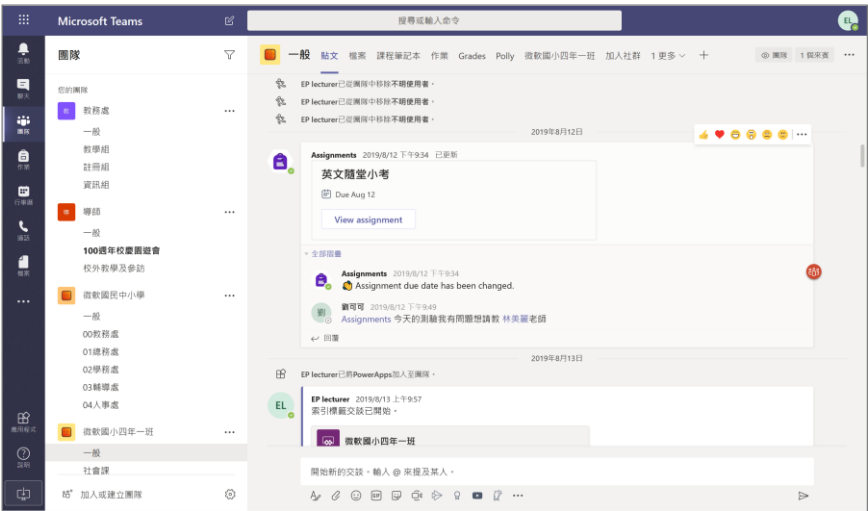 Microsoft Teams
搜尋或輸入命令
EL
活動
聊天
團隊
作業
行事曆
通話
檔案
應用程式
說明
團隊
您的團隊
教務處
一般
教學組
註冊組
資訊組
導師
一般
100週年校慶園遊會
校外教學及參訪
微軟國民中小學
一般
00教務處
01總務處
02學務處
03輔導處
04人事處
微軟國小四年一班
一般
社會課
加入或建立團隊
一般 貼文 檔案 課程筆記本 作業 Grades Polly 微軟國小四年一班 加入社群 1 更多
團隊 1 個來賓
EP lecturer已從團隊中移除不明使用者。
EP lecturer已從團隊中移除不明使用者。
EP lecturer已從團隊中移除不明使用者。
2019年8月12日
Assignments 2019/8/12 下午9:34 已更新
英文隨堂小考
Due Aug 12
View assignment
全部摺疊
Assignments 2019/8/12 下午9:34
Assignment due date has been changed.
劉 劉可可 2019/8/12 下午9:49
Assignments 今天的測驗我有問題想請教 林美麗老師
回覆
2019年8月13日
EP lecturer已將PowerApps加入至團隊。
EL EP lecturer 2019/8/13 上午9:57
索引標籤交談已開始。
微軟國小四年一班
開始新的交談。輸入 @ 來提及某人。
GIF